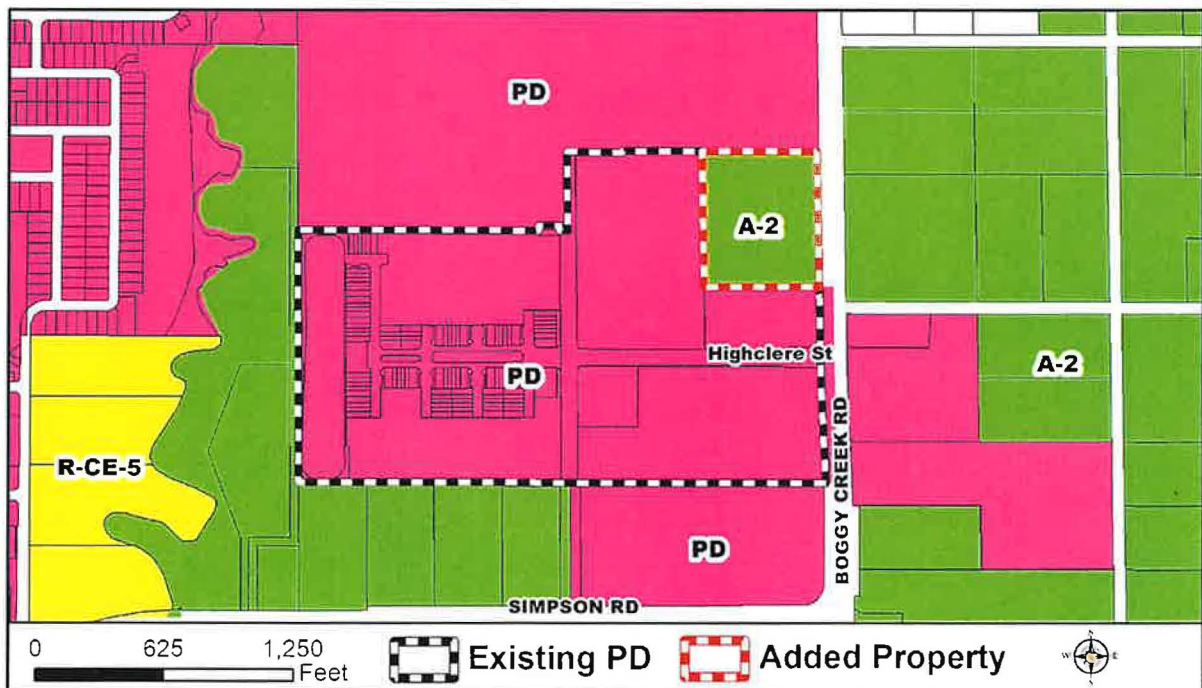 PD
A-2
Highclere St
PD
A-2
R-CE-5
BOGGY CREEK RD
PD
SIMPSON RD
0 625 1,250
Feet
Existing PD
Added Property
N
W E
S